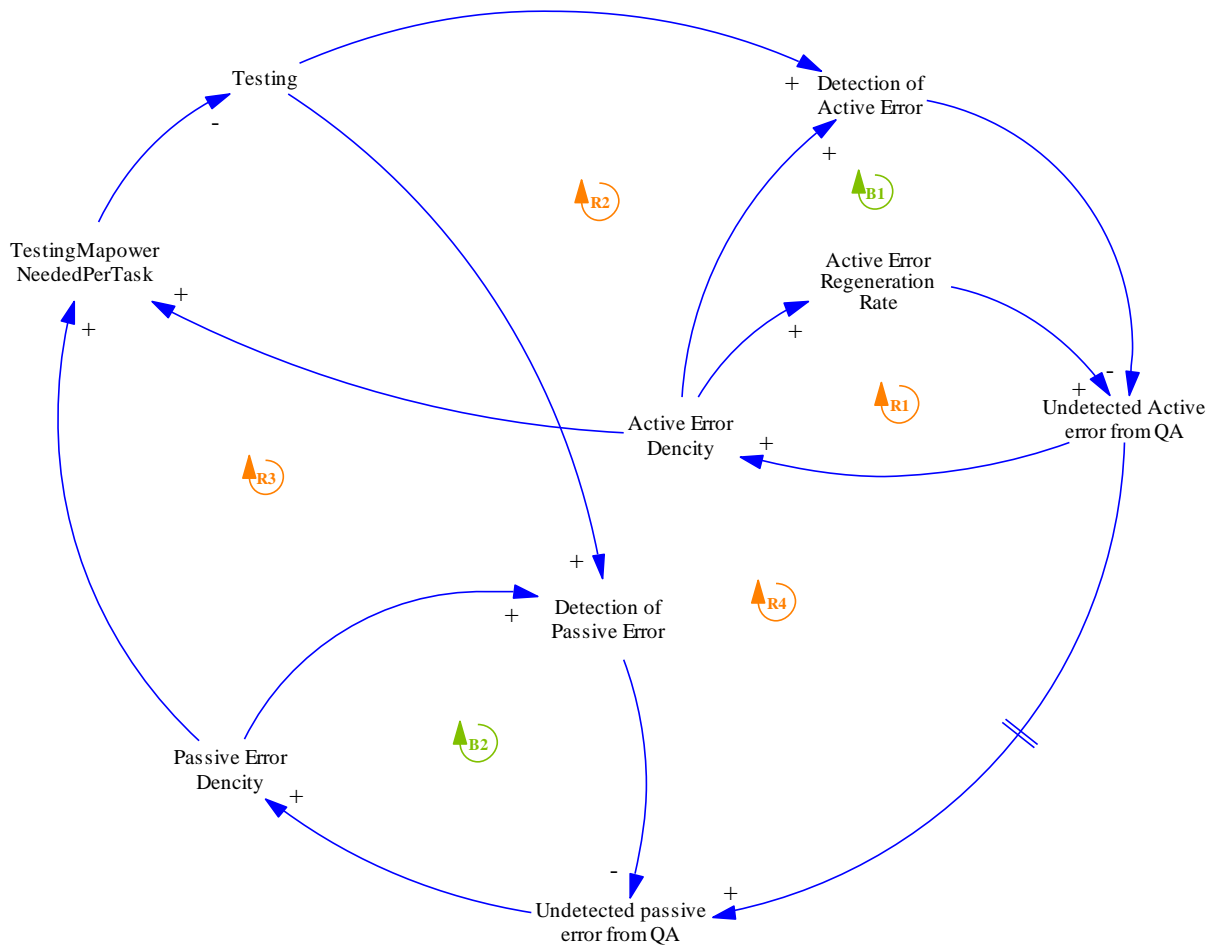 Testing
+
Detection of
Active Error
-
+
R2
B1
TestingMapower
NeededPerTask
Active Error
Regeneration
Rate
+
+
+
-
+
R1
Undetected Active
error from QA
Active Error
Dencity
+
R3
+
Detection of
Passive Error
+
R4
B2
Passive Error
Dencity
+
-
+
Undetected passive
error from QA